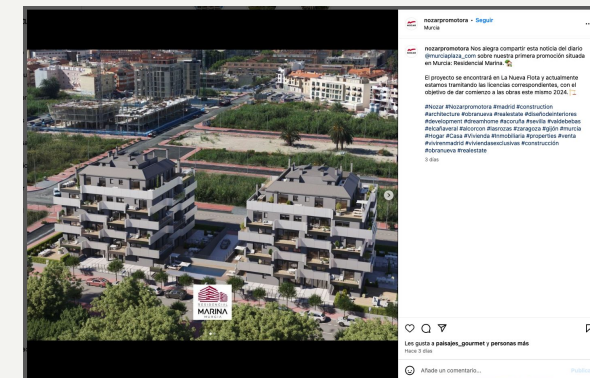 nozarpromotora • Seguir
Murcia
nozarpromotora Nos alegra compartir esta noticia del diario
@murciaplaza_com sobre nuestra primera promoción situada
en Murcia: Residencial Marina.
El proyecto se encontrará en La Nueva Flota y actualmente
estamos tramitando las licencias correspondientes, con el
objetivo de dar comienzo a las obras este mismo 2024.
#Nozar #Nozarpromotora #madrid #construction
#architecture #obranueva #realestate #diseñodeinteriores
#development #dreamhome #acoruña #sevilla #valdebebas
#elcañaveral #alcorcon #lasrozas #zaragoza #gijón #murcia
#Hogar #Casa #Vivienda #Inmobiliaria #properties #venta
#vivirenmadrid #viviendasexclusivas #construcción
#obranueva #realestate
3 días
RESIDENCIAL
MARINA
MURCIA
Les gusta a paisajes_gourmet y personas más
Hace 3 días
Añade un comentario...
Publicar